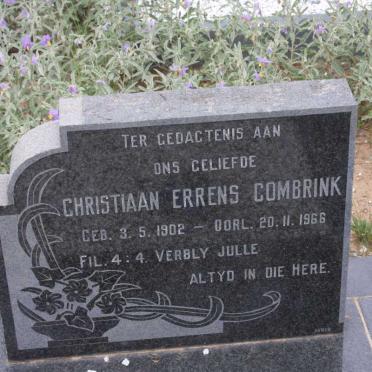 TER GEDAGTENIS AAN
ONS GELIEFDE
CHRISTIAAN ERRENS COMBRINK
GEB. 3. 5. 1902 – OORL. 20. 11. 1966
FIL. 4: 4. VERBLY JULLE
ALTYD IN DIE HERE.